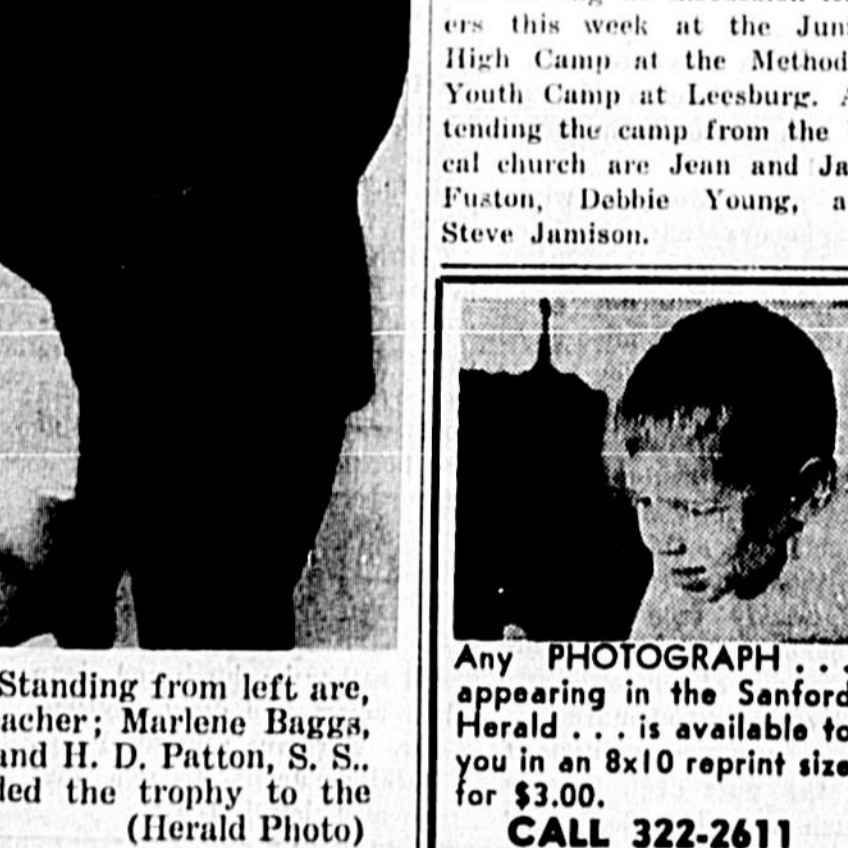 ers this week at the Jun
High Camp at the Method
Youth Camp at Leesburg. A
tending the camp from the
cal church are Jean and Ja
Fuston, Debbie Young, a
Steve Jamison.
Standing from left are,
acher; Marlene Baggs,
and H. D. Patton, S. S..
led the trophy to the
(Herald Photo)
Any PHOTOGRAPH. . .
appearing in the Sanford
Herald . . . is available to
you in an 8x10 reprint size
for $3.00.
CALL 322-2611